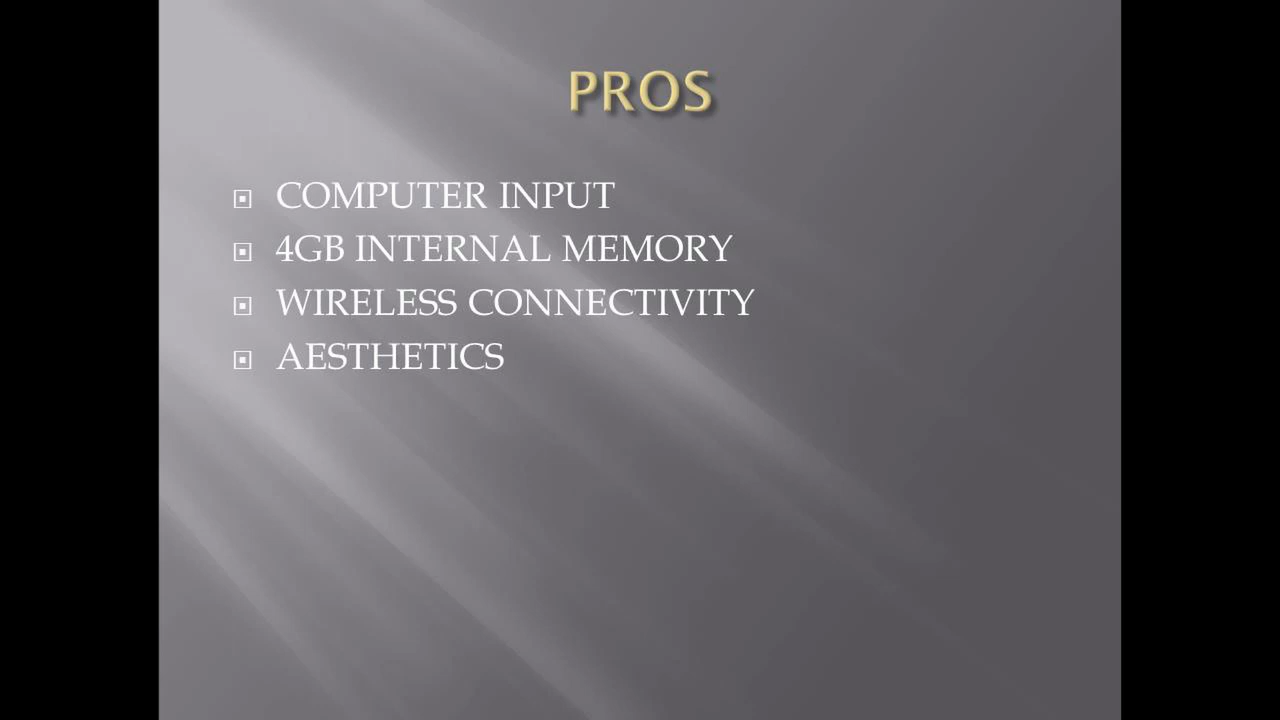 PROS
COMPUTER INPUT
4GB INTERNAL MEMORY
WIRELESS CONNECTIVITY
AESTHETICS